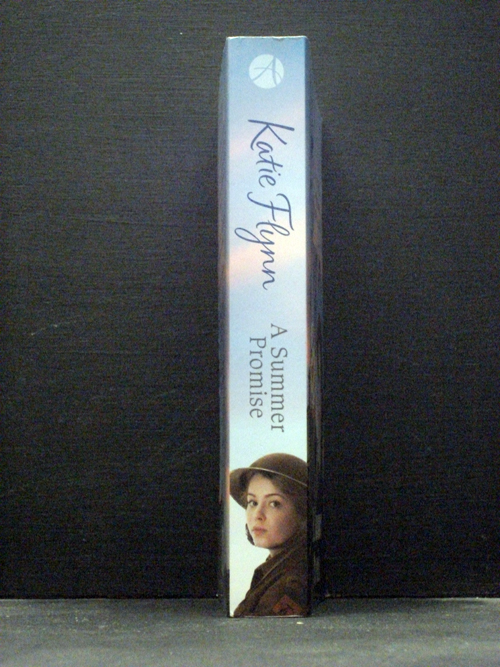 Katie Flynn
A Summer
Promise